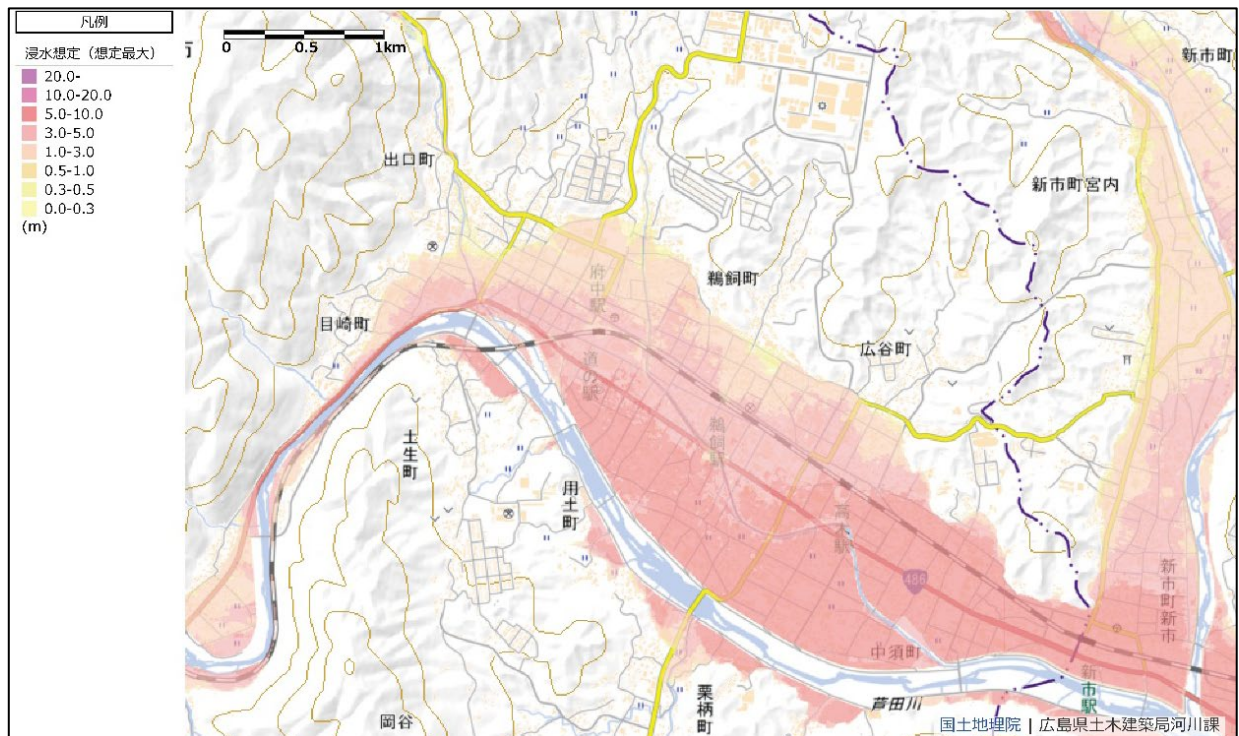 凡例
浸水想定（想定最大）
20.0-
10.0-20.0
5.0-10.0
3.0-5.0
1.0-3.0
0.5-1.0
0.3-0.5
0.0-0.3
(m)
0 0.5 1km
新市町
出口町
新市町宮内
府中駅
鵜飼町
目崎町
広谷町
道の駅
土生町
鵜飼駅
用土町
高木駅
486
新市町新市
中須町
新市駅
栗柄町
芦田川
岡谷
国土地理院 | 広島県土木建築局河川課